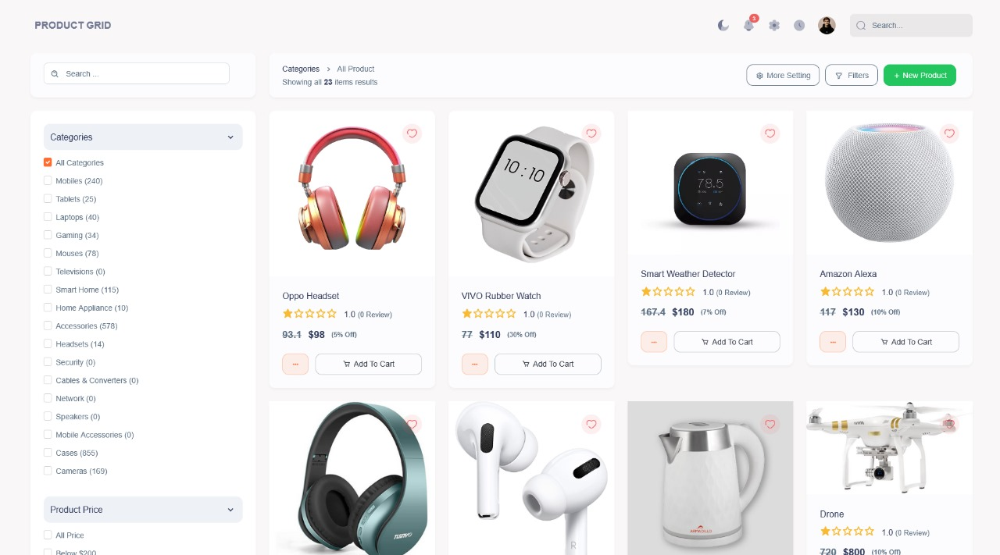 PRODUCT GRID
3
Search...
Search ...
Categories > All Product
Showing all 23 items results
More Setting
Filters
+ New Product
Categories
All Categories
Mobiles (240)
Tablets (25)
Laptops (40)
Gaming (34)
Mouses (78)
Televisions (0)
Smart Home (115)
Home Appliance (10)
Accessories (578)
Headsets (14)
Security (0)
Cables & Converters (0)
Network (0)
Speakers (0)
Mobile Accessories (0)
Cases (855)
Cameras (169)
Product Price
All Price
Below $200
Oppo Headset
1.0 (0 Review)
93.1 $98 (5% Off)
... Add To Cart
10:10
VIVO Rubber Watch
1.0 (0 Review)
77 $110 (30% Off)
... Add To Cart
78.5
Smart Weather Detector
1.0 (0 Review)
167.4 $180 (7% Off)
... Add To Cart
Amazon Alexa
1.0 (0 Review)
117 $130 (10% Off)
... Add To Cart
R
ARMADILLO
Drone
1.0 (0 Review)
720 $800 (10% Off)